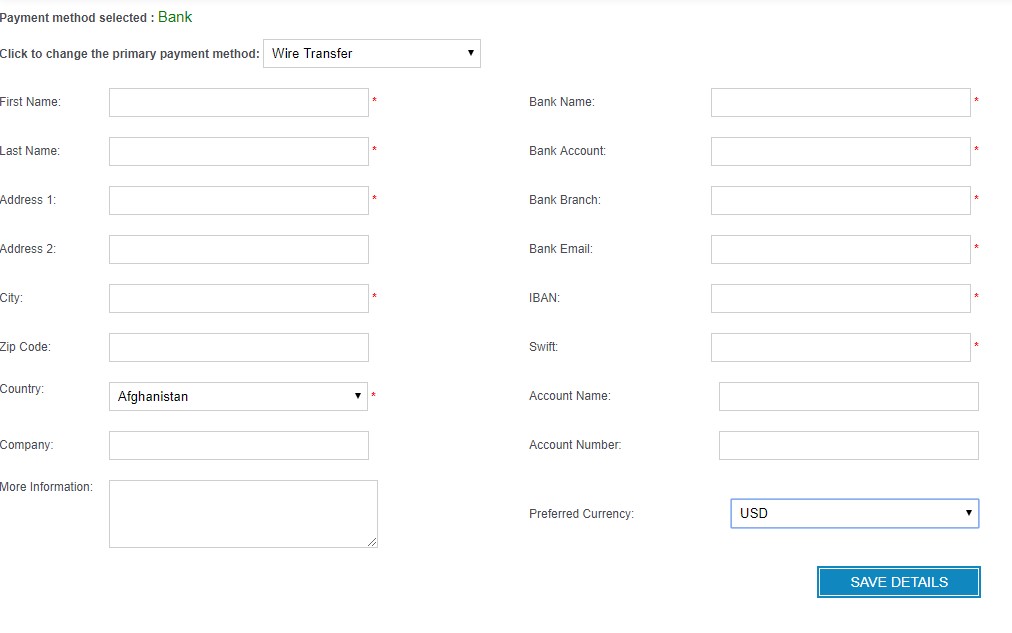 Payment method selected : Bank
Click to change the primary payment method: Wire Transfer
First Name: *
Last Name: *
Address 1: *
Address 2:
City: *
Zip Code:
Country: Afghanistan *
Company:
More Information:
Bank Name: *
Bank Account: *
Bank Branch: *
Bank Email: *
IBAN: *
Swift: *
Account Name:
Account Number:
Preferred Currency: USD
SAVE DETAILS